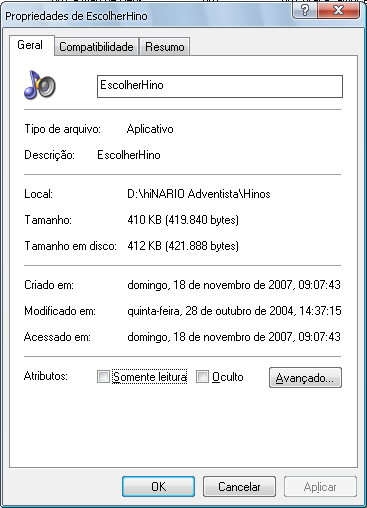 Propriedades de EscolherHino
Geral Compatibilidade Resumo
EscolherHino
Tipo de arquivo: Aplicativo
Descrição: EscolherHino
Local: D:\hiNARIO Adventista\Hinos
Tamanho: 410 KB (419.840 bytes)
Tamanho em disco: 412 KB (421.888 bytes)
Criado em: domingo, 18 de novembro de 2007, 09:07:43
Modificado em: quinta-feira, 28 de outubro de 2004, 14:37:15
Acessado em: domingo, 18 de novembro de 2007, 09:07:43
Atributos: Somente leitura Oculto Avançado...
OK Cancelar Aplicar